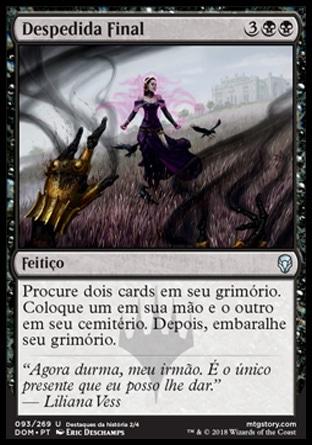 Despedida Final 3
Feitiço
Procure dois cards em seu grimório.
Coloque um em sua mão e o outro
em seu cemitério. Depois, embaralhe
seu grimório.
“Agora durma, meu irmão. É o único
presente que eu posso lhe dar.”
— Liliana Vess
093/269 U Destaques da história 2/4 mtgstory.com
DOM • PT Eric Deschamps ™ & © 2018 Wizards of the Coast